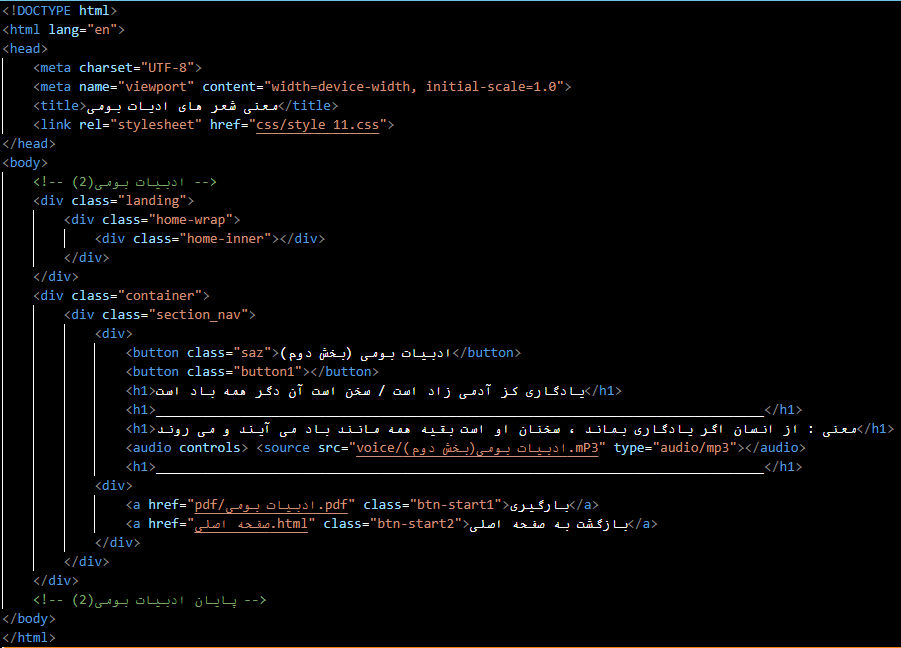 <!DOCTYPE html>
<html lang="en">
<head>
    <meta charset="UTF-8">
    <meta name="viewport" content="width=device-width, initial-scale=1.0">
    <title>معنی شعر های ادبیات بومی</title>
    <link rel="stylesheet" href="css/style 11.css">
</head>
<body>
    <!-- ادبیات بومی(2) -->
    <div class="landing">
        <div class="home-wrap">
            <div class="home-inner"></div>
        </div>
    </div>
    <div class="container">
        <div class="section_nav">
            <div>
                <button class="saz">ادبیات بومی (بخش دوم)</button>
                <button class="button1"></button>
                <h1>یادگاری کز آدمی زاد است / سخن است آن دگر همه باد است</h1>
                <h1>_______________________________________________________________________________</h1>
                <h1>معنی : از انسان اگر یادگاری بماند ، سخنان او است بقیه همه مانند باد می آیند و می روند</h1>
                <audio controls> <source src="voice/ادبیات بومی(بخش دوم).mP3" type="audio/mp3"></audio>
                <h1>_______________________________________________________________________________</h1>
            <div>
                <a href="pdf/ادبیات بومی.pdf" class="btn-start1">بارگیری</a>
                <a href="صفحه اصلی.html" class="btn-start2">بازگشت به صفحه اصلی</a>
            </div>
        </div>
    </div>
    <!-- پایان ادبیات بومی(2) -->
</body>
</html>